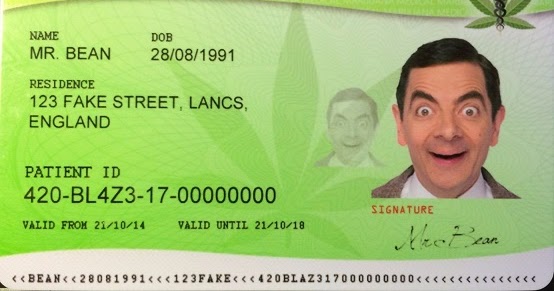 NAME DOB
MR. BEAN 28/08/1991
RESIDENCE
123 FAKE STREET, LANCS,
ENGLAND
PATIENT ID
420-BL4Z3-17-00000000
VALID FROM 21/10/14 VALID UNTIL 21/10/18
SIGNATURE
Mr. Bean
<<BEAN<<28081991<<<123FAKE<<<420BLAZ317000000000<<<<<<<<<<<<<<<